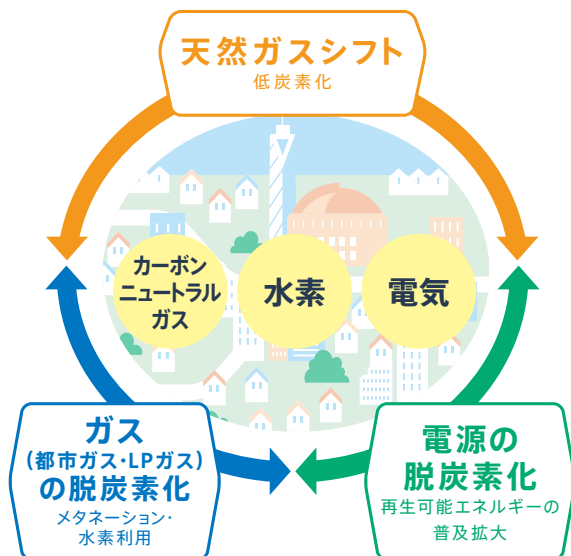 天然ガスシフト
低炭素化
カーボン
ニュートラル
ガス
水素
電気
ガス
(都市ガス・LPガス)
の脱炭素化
メタネーション・
水素利用
電源の
脱炭素化
再生可能エネルギーの
普及拡大